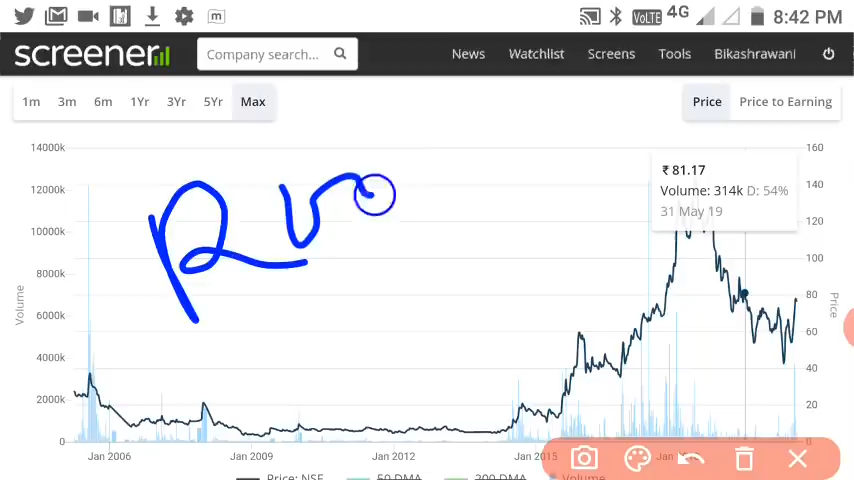 m VoLTE 4G 8:42 PM
screener Company search... News Watchlist Screens Tools Bikashrawani
1m 3m 6m 1Yr 3Yr 5Yr Max Price Price to Earning
14000k 160
12000k 140
10000k 120
8000k 100
6000k 80
4000k 60
2000k 40
0 20
0
Volume
Price
₹ 81.17
Volume: 314k D: 54%
31 May 19
Jan 2006 Jan 2009 Jan 2012 Jan 2015
Price: NSE 50 DMA 200 DMA Volume